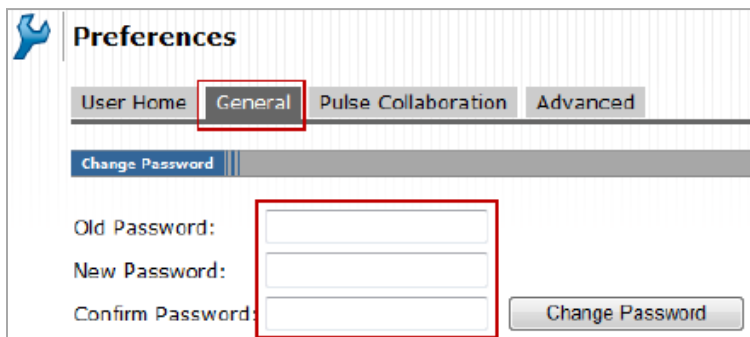 Preferences
User Home General Pulse Collaboration Advanced
Change Password
Old Password:
New Password:
Confirm Password: Change Password